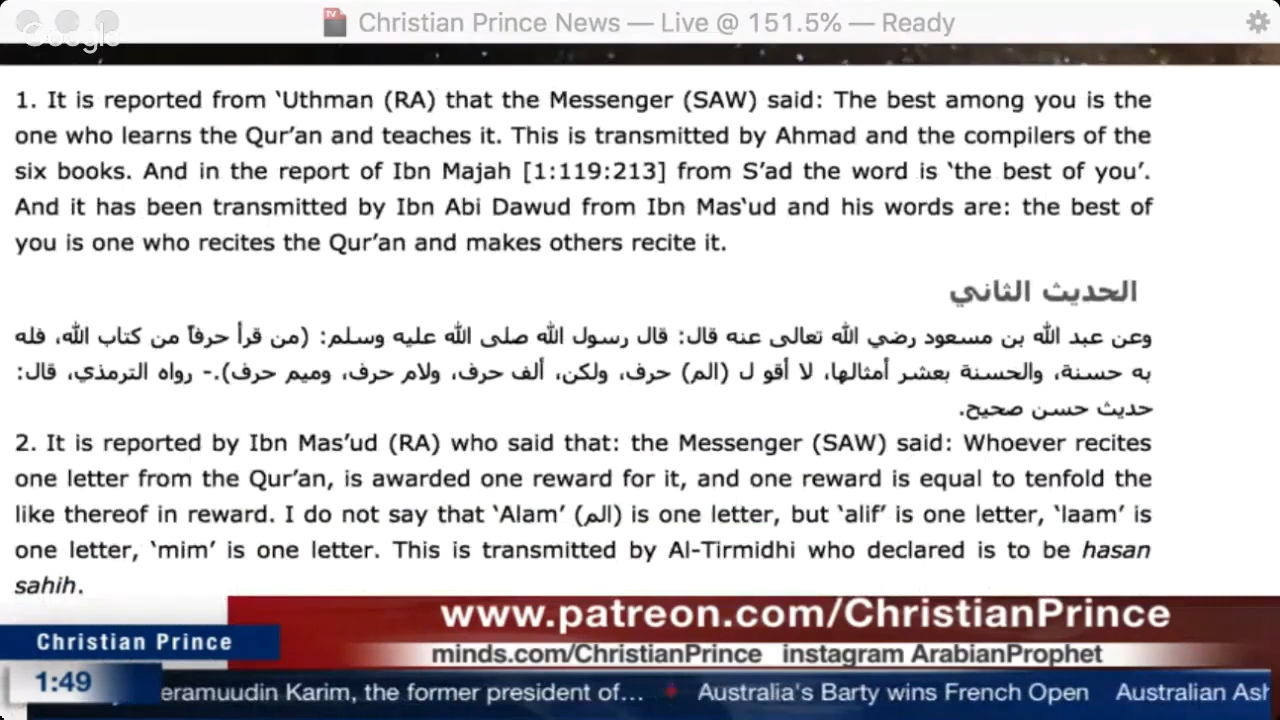 Christian Prince News — Live @ 151.5% — Ready
Google
1. It is reported from ‘Uthman (RA) that the Messenger (SAW) said: The best among you is the
one who learns the Qur’an and teaches it. This is transmitted by Ahmad and the compilers of the
six books. And in the report of Ibn Majah [1:119:213] from S’ad the word is ‘the best of you’.
And it has been transmitted by Ibn Abi Dawud from Ibn Mas‘ud and his words are: the best of
you is one who recites the Qur’an and makes others recite it.
الحديث الثاني
وعن عبد الله بن مسعود رضي الله تعالى عنه قال: قال رسول الله صلى الله عليه وسلم: (من قرأ حرفاً من كتاب الله، فله
به حسنة، والحسنة بعشر أمثالها، لا أقو ل (الم) حرف، ولكن، ألف حرف، ولام حرف، وميم حرف).- رواه الترمذي، قال:
حديث حسن صحيح.
2. It is reported by Ibn Mas’ud (RA) who said that: the Messenger (SAW) said: Whoever recites
one letter from the Qur’an, is awarded one reward for it, and one reward is equal to tenfold the
like thereof in reward. I do not say that ‘Alam’ (الم) is one letter, but ‘alif’ is one letter, ‘laam’ is
one letter, ‘mim’ is one letter. This is transmitted by Al-Tirmidhi who declared is to be hasan
sahih.
www.patreon.com/ChristianPrince
Christian Prince
minds.com/ChristianPrince instagram ArabianProphet
1:49
eramuudin Karim, the former president of... Australia's Barty wins French Open Australian Ash